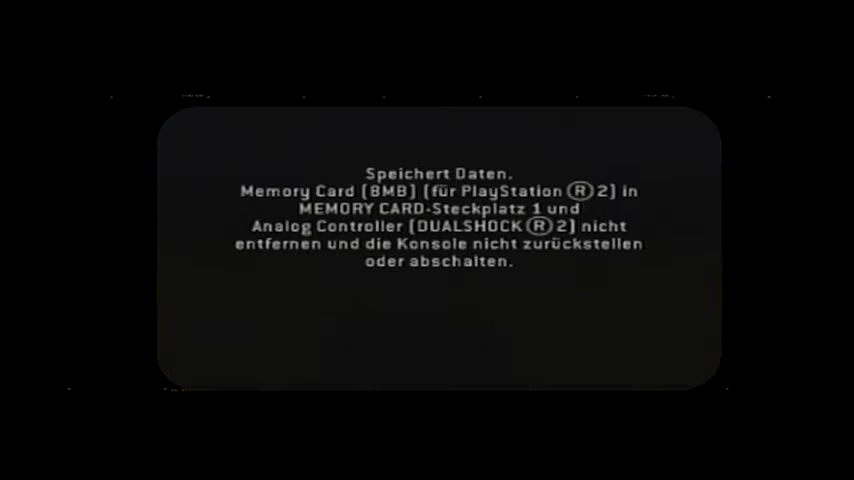 Speichert Daten.
Memory Card (8MB) (für PlayStation®2) in
MEMORY CARD-Steckplatz 1 und
Analog Controller (DUALSHOCK®2) nicht
entfernen und die Konsole nicht zurückstellen
oder abschalten.